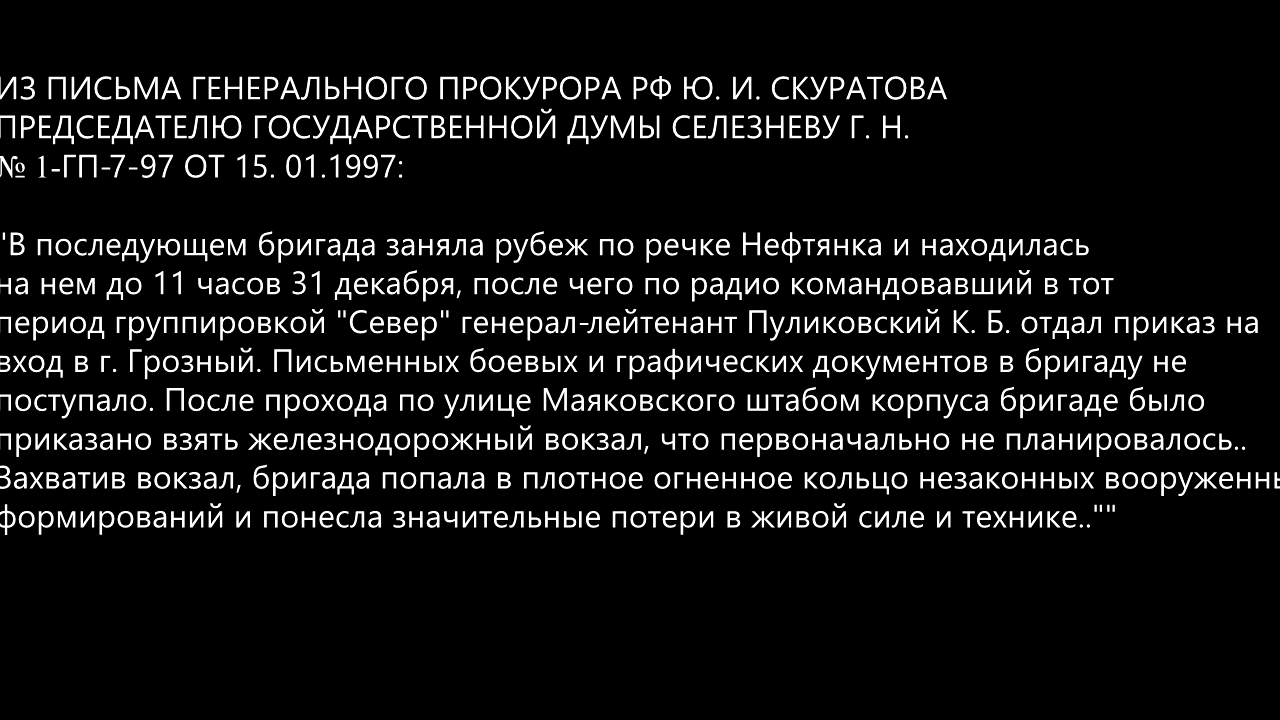 ИЗ ПИСЬМА ГЕНЕРАЛЬНОГО ПРОКУРОРА РФ Ю. И. СКУРАТОВА
ПРЕДСЕДАТЕЛЮ ГОСУДАРСТВЕННОЙ ДУМЫ СЕЛЕЗНЕВУ Г. Н.
№ 1-ГП-7-97 ОТ 15. 01.1997:
"В последующем бригада заняла рубеж по речке Нефтянка и находилась
на нем до 11 часов 31 декабря, после чего по радио командовавший в тот
период группировкой "Север" генерал-лейтенант Пуликовский К. Б. отдал приказ на
вход в г. Грозный. Письменных боевых и графических документов в бригаду не
поступало. После прохода по улице Маяковского штабом корпуса бригаде было
приказано взять железнодорожный вокзал, что первоначально не планировалось..
Захватив вокзал, бригада попала в плотное огненное кольцо незаконных вооруженны
формирований и понесла значительные потери в живой силе и технике..""